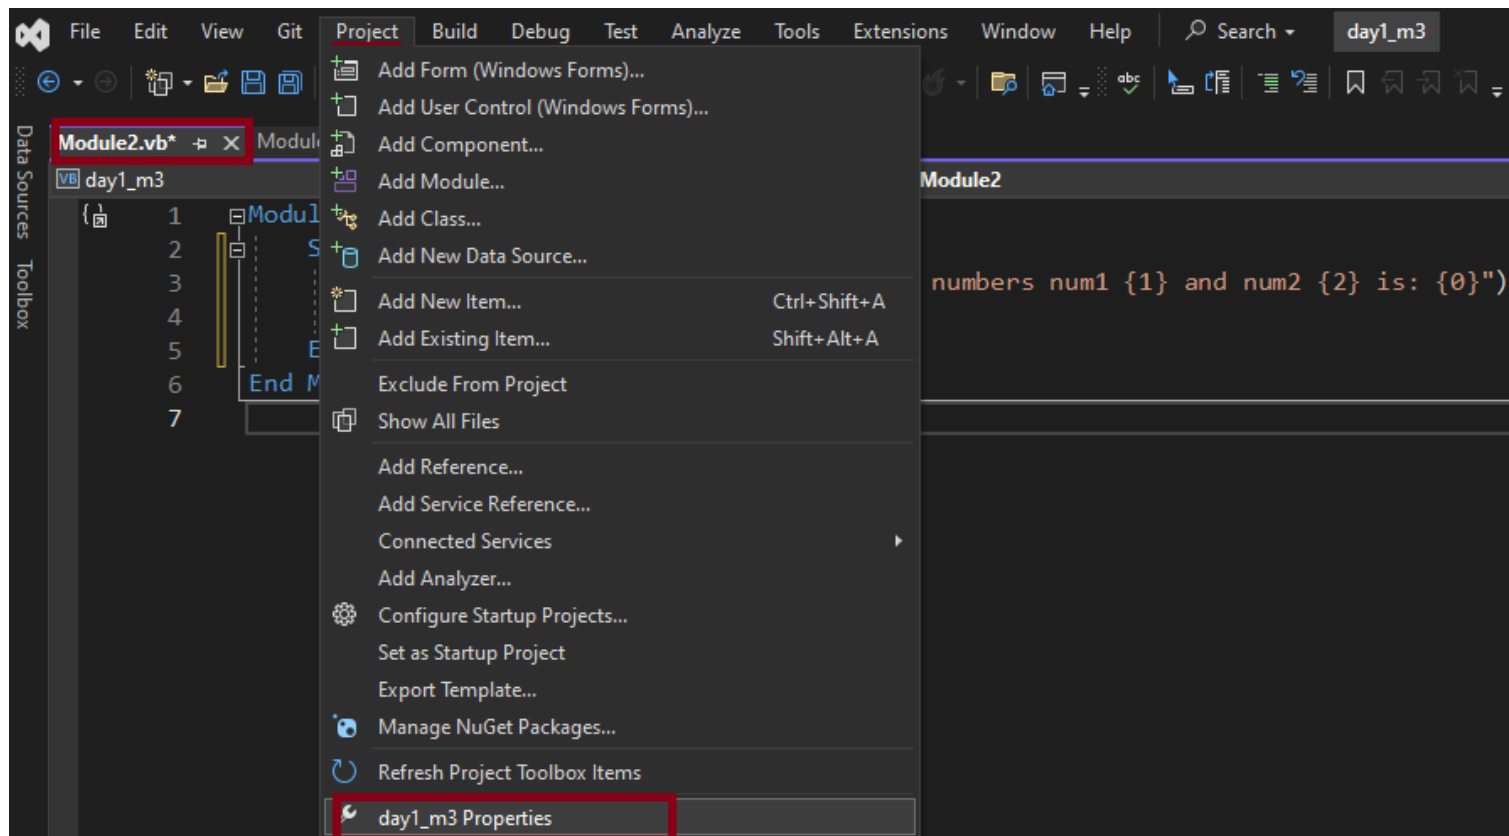 File Edit View Git Project Build Debug Test Analyze Tools Extensions Window Help Search day1_m3
abc
Module2.vb*
VB day1_m3
Module2
Data Sources
Toolbox
1
2
3 numbers num1 {1} and num2 {2} is: {0}")
4
5
6 End
7
Add Form (Windows Forms)...
Add User Control (Windows Forms)...
Add Component...
Add Module...
Add Class...
Add New Data Source...
Add New Item... Ctrl+Shift+A
Add Existing Item... Shift+Alt+A
Exclude From Project
Show All Files
Add Reference...
Add Service Reference...
Connected Services
Add Analyzer...
Configure Startup Projects...
Set as Startup Project
Export Template...
Manage NuGet Packages...
Refresh Project Toolbox Items
day1_m3 Properties